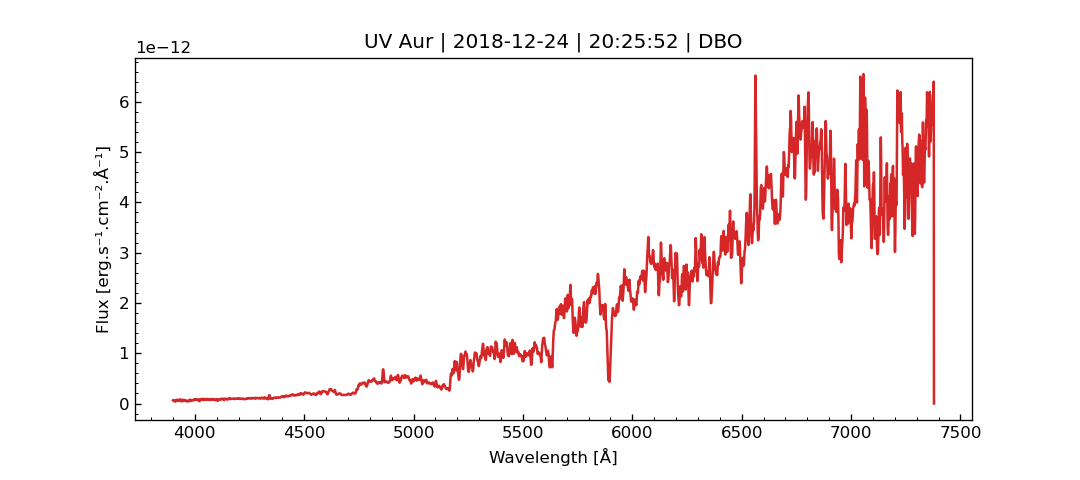 UV Aur | 2018-12-24 | 20:25:52 | DBO
1e−12
6
5
4
3
2
1
0
Flux [erg.s⁻¹.cm⁻².Å⁻¹]
4000 4500 5000 5500 6000 6500 7000 7500
Wavelength [Å]